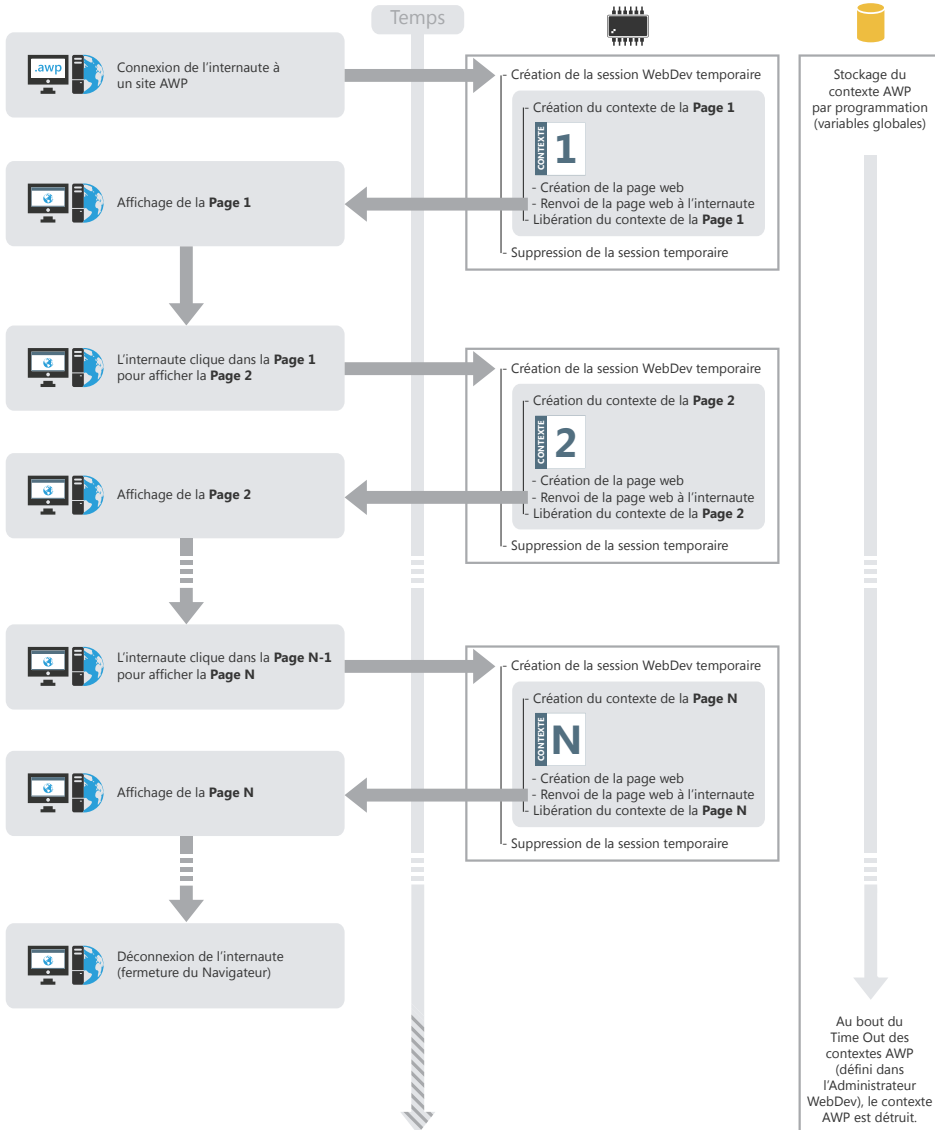 Temps
.awp
Connexion de l'internaute à
un site AWP
- Création de la session WebDev temporaire
- Création du contexte de la Page 1
CONTEXTE
1
- Création de la page web
- Renvoi de la page web à l'internaute
- Libération du contexte de la Page 1
- Suppression de la session temporaire
Affichage de la Page 1
L'internaute clique dans la Page 1
pour afficher la Page 2
- Création de la session WebDev temporaire
- Création du contexte de la Page 2
CONTEXTE
2
- Création de la page web
- Renvoi de la page web à l'internaute
- Libération du contexte de la Page 2
- Suppression de la session temporaire
Affichage de la Page 2
L'internaute clique dans la Page N-1
pour afficher la Page N
- Création de la session WebDev temporaire
- Création du contexte de la Page N
CONTEXTE
N
- Création de la page web
- Renvoi de la page web à l'internaute
- Libération du contexte de la Page N
- Suppression de la session temporaire
Affichage de la Page N
Déconnexion de l'internaute
(fermeture du Navigateur)
Stockage du
contexte AWP
par programmation
(variables globales)
Au bout du
Time Out des
contextes AWP
(défini dans
l'Administrateur
WebDev), le contexte
AWP est détruit.